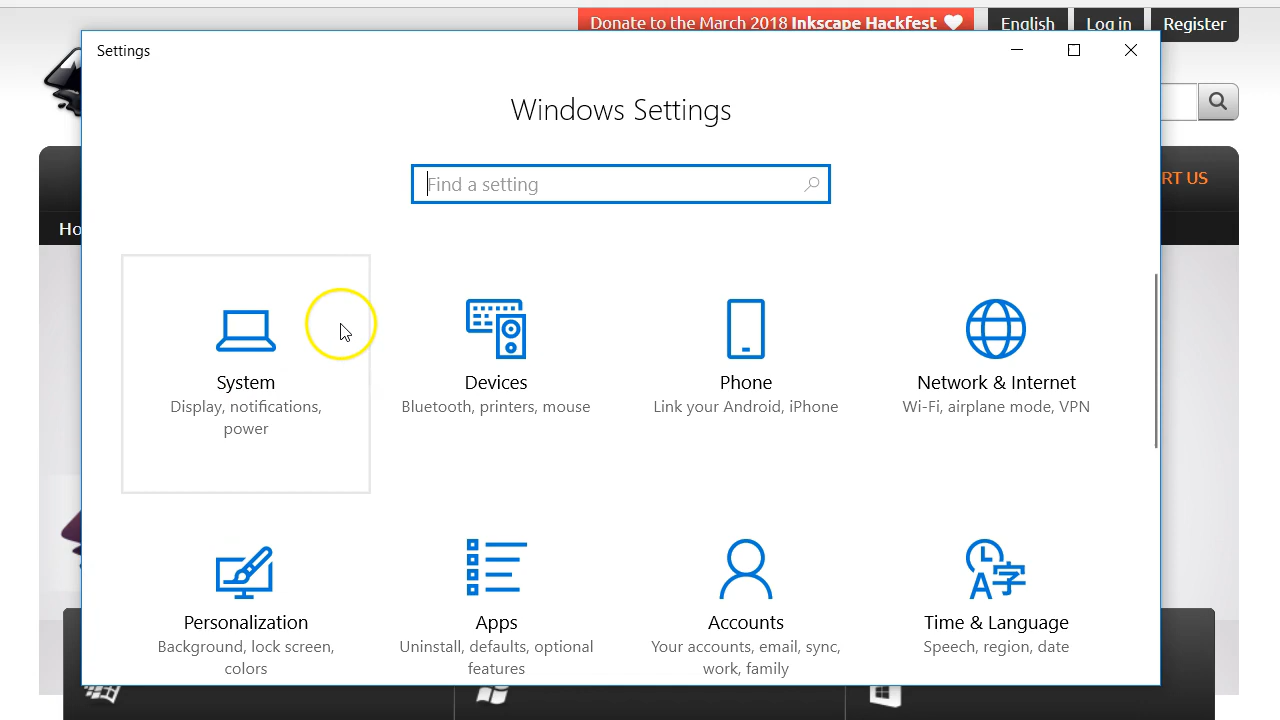 Donate to the March 2018 Inkscape Hackfest
English
Log in
Register
Settings
Windows Settings
Find a setting
RT US
Ho
System
Display, notifications,
power
Devices
Bluetooth, printers, mouse
Phone
Link your Android, iPhone
Network & Internet
Wi-Fi, airplane mode, VPN
Personalization
Background, lock screen,
colors
Apps
Uninstall, defaults, optional
features
Accounts
Your accounts, email, sync,
work, family
Time & Language
Speech, region, date